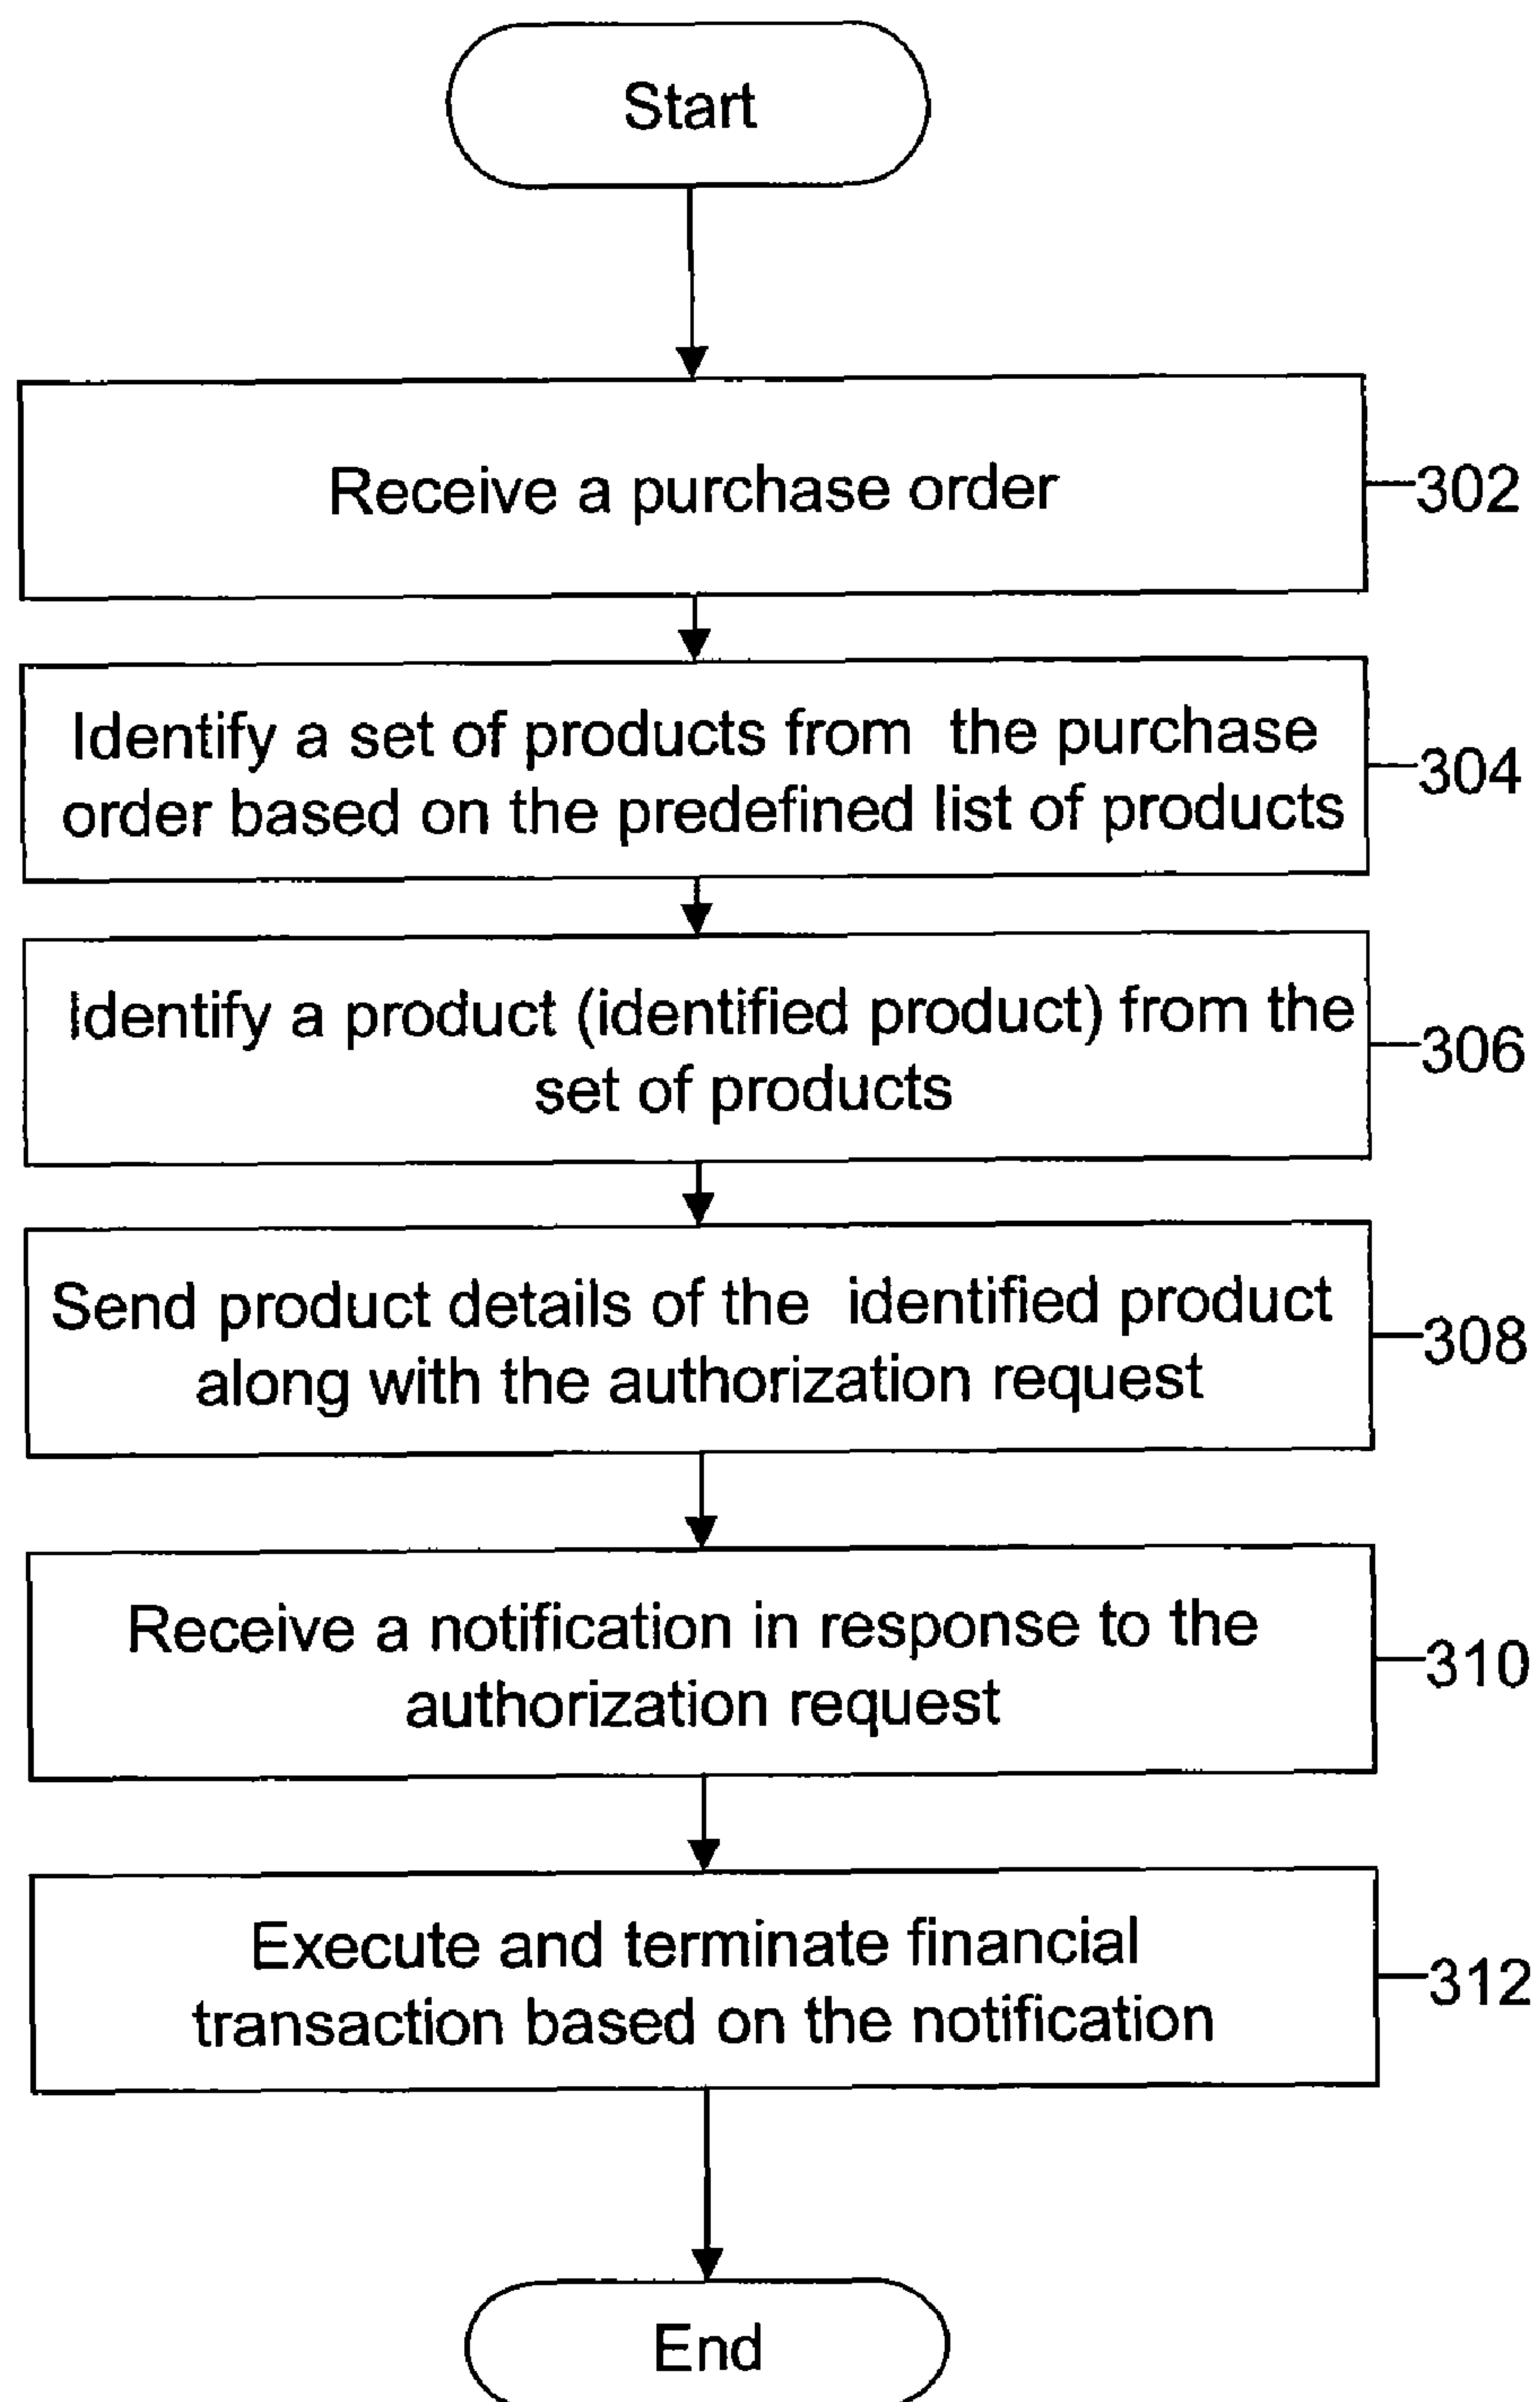 Start
Receive a purchase order
302
Identify a set of products from the purchase
order based on the predefined list of products
304
Identify a product (identified product) from the
set of products
306
Send product details of the identified product
along with the authorization request
308
Receive a notification in response to the
authorization request
310
Execute and terminate financial
transaction based on the notification
312
End